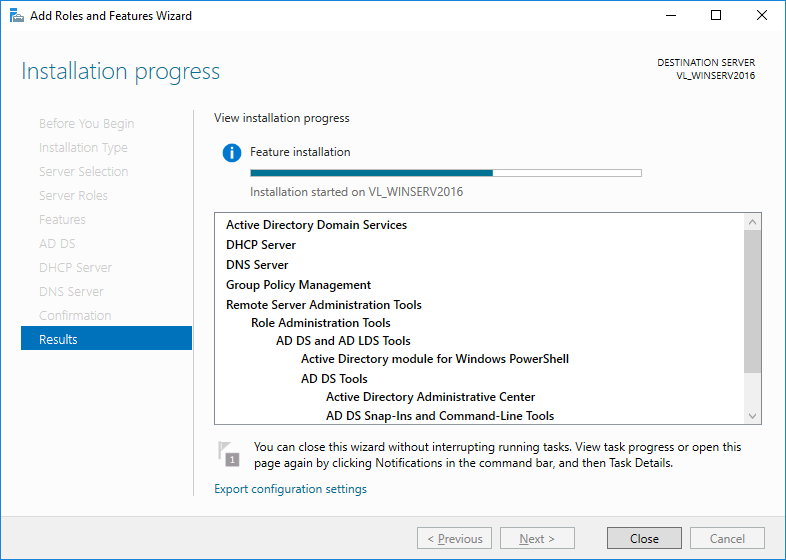 Add Roles and Features Wizard
Installation progress
DESTINATION SERVER
VL_WINSERV2016
Before You Begin
Installation Type
Server Selection
Server Roles
Features
AD DS
DHCP Server
DNS Server
Confirmation
Results
View installation progress
Feature installation
Installation started on VL_WINSERV2016
Active Directory Domain Services
DHCP Server
DNS Server
Group Policy Management
Remote Server Administration Tools
Role Administration Tools
AD DS and AD LDS Tools
Active Directory module for Windows PowerShell
AD DS Tools
Active Directory Administrative Center
AD DS Snap-Ins and Command-Line Tools
1
You can close this wizard without interrupting running tasks. View task progress or open this
page again by clicking Notifications in the command bar, and then Task Details.
Export configuration settings
< Previous
Next >
Close
Cancel